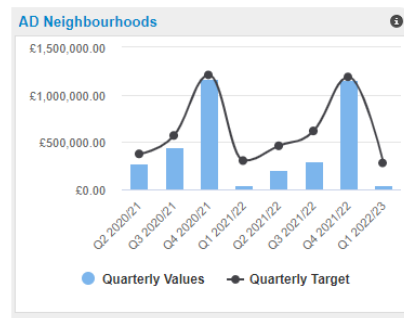 AD Neighbourhoods
£1,500,000.00
£1,000,000.00
£500,000.00
£0.00
Q2 2020/21
Q3 2020/21
Q4 2020/21
Q1 2021/22
Q2 2021/22
Q3 2021/22
Q4 2021/22
Q1 2022/23
Quarterly Values
Quarterly Target